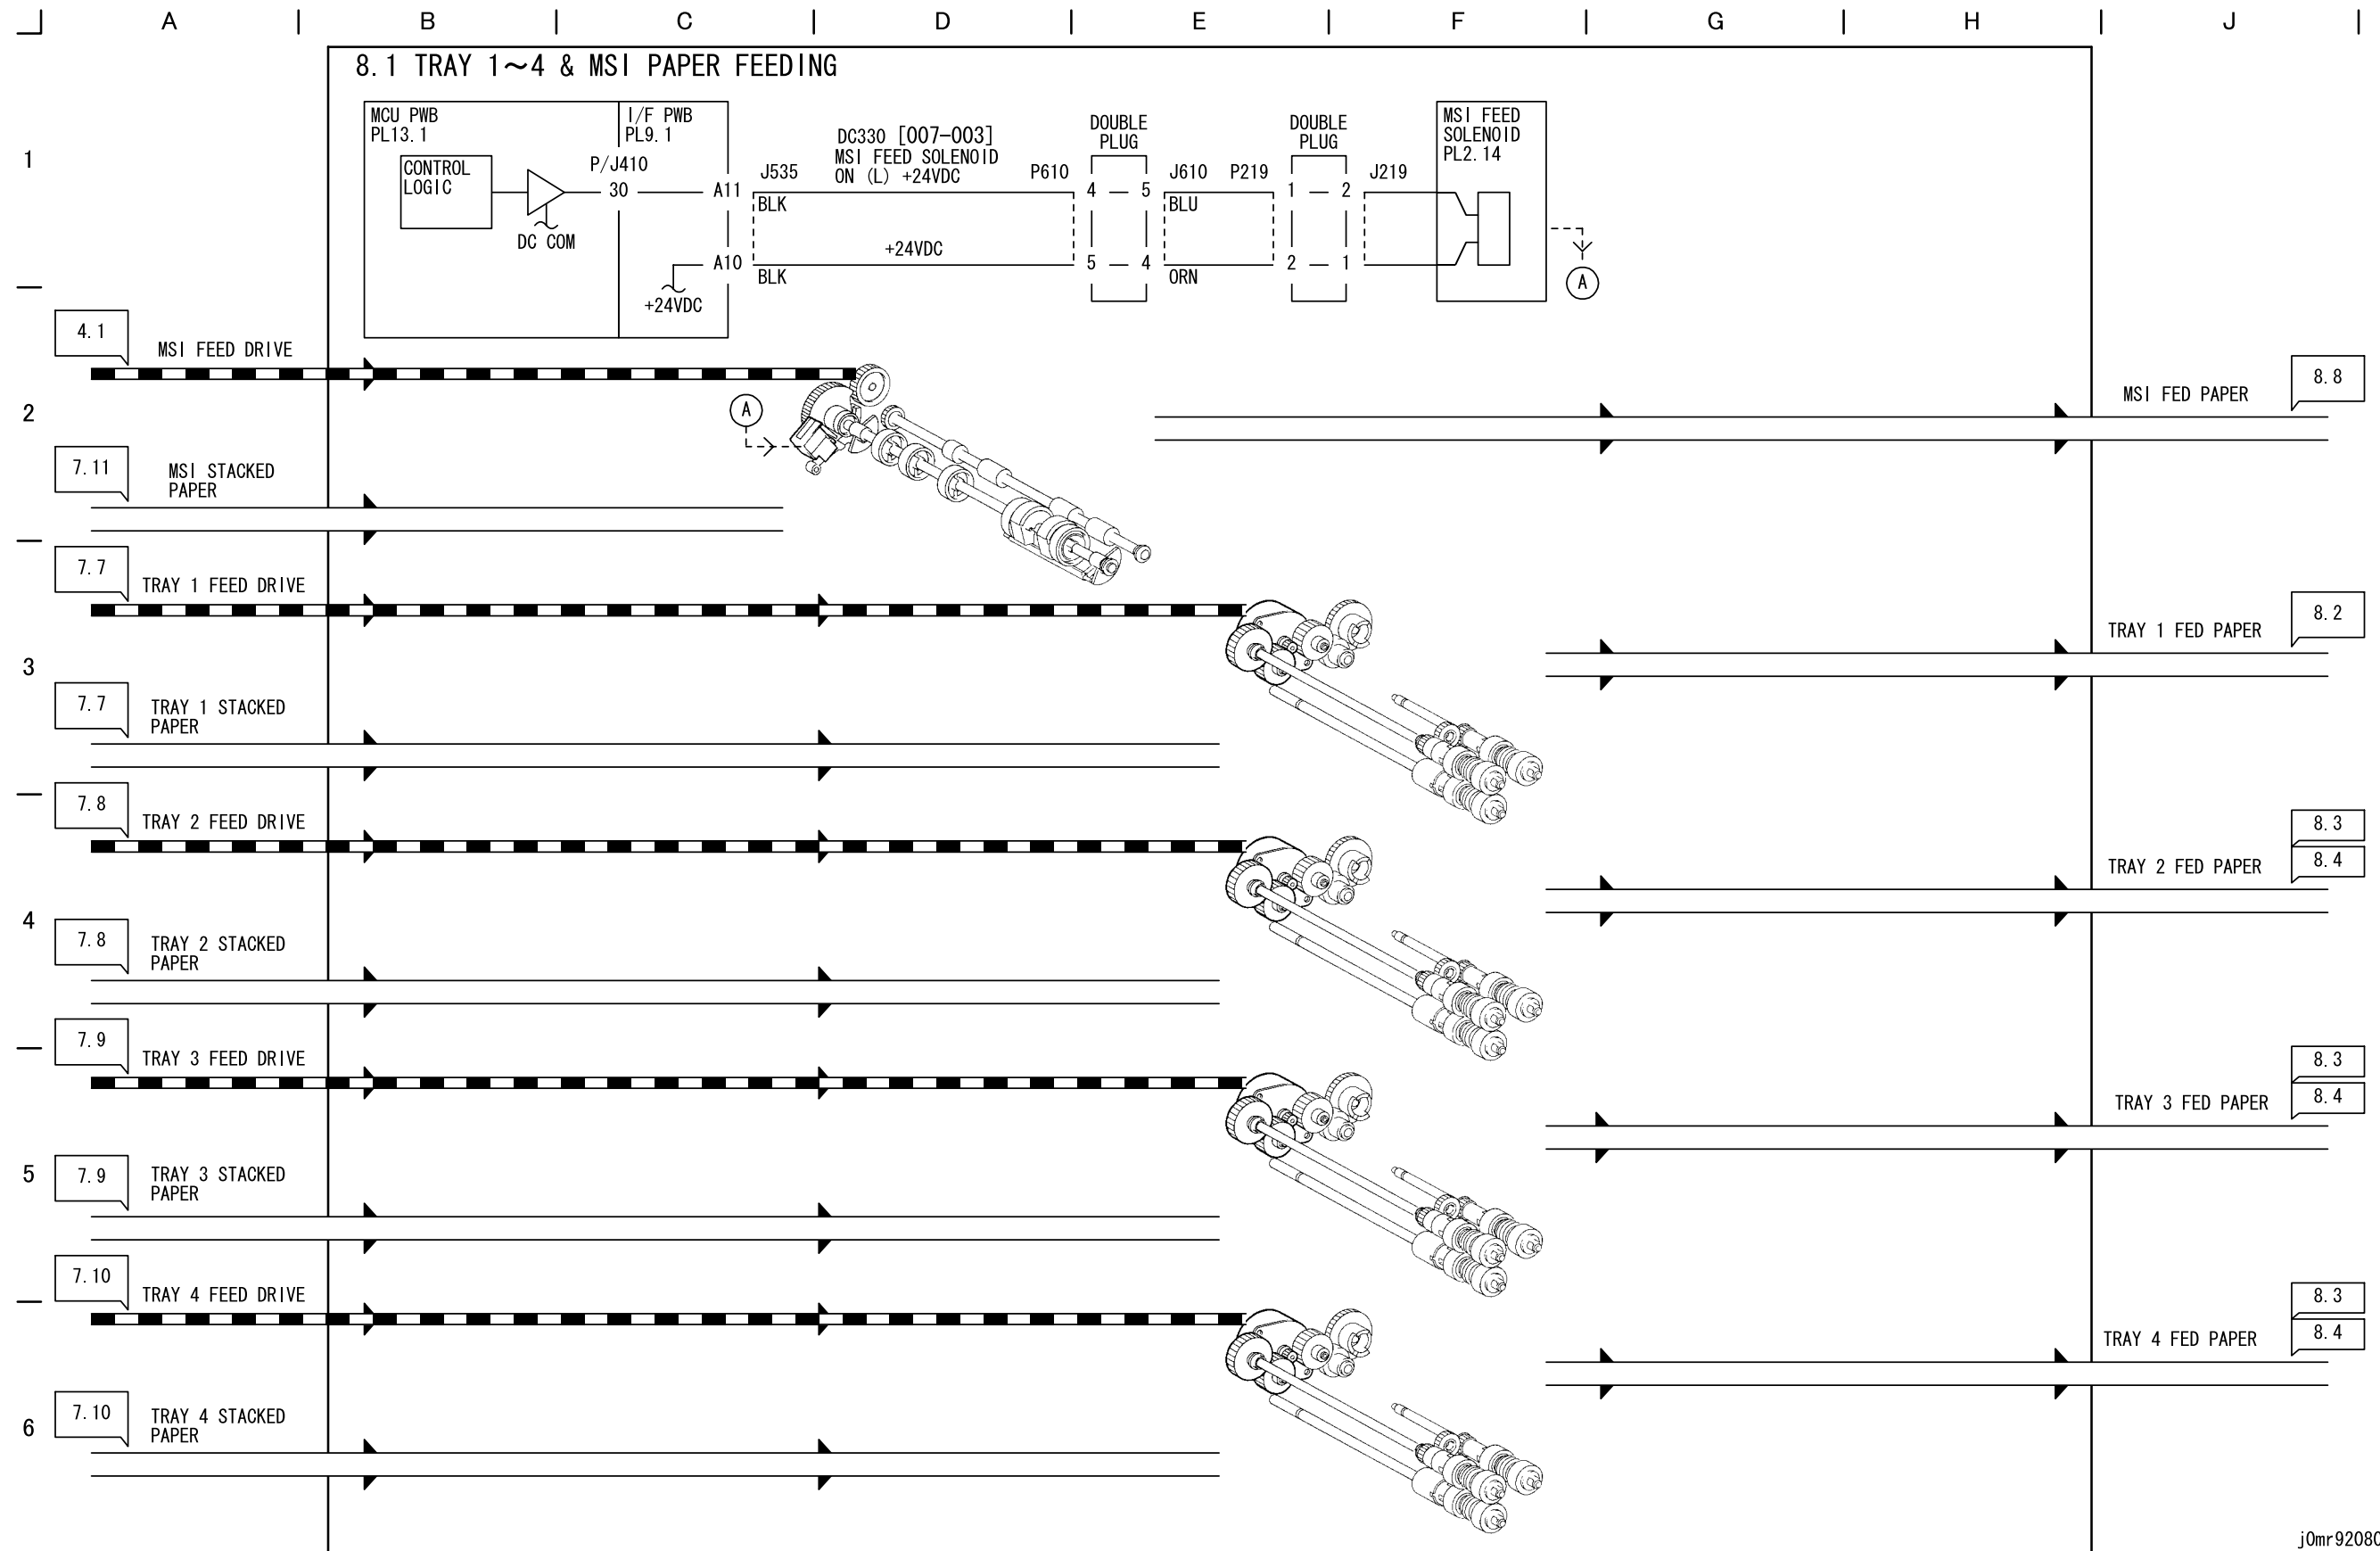 A B C D E F G H J
8.1 TRAY 1～4 & MSI PAPER FEEDING
1
MCU PWB
PL13.1
I/F PWB
PL9.1
CONTROL
LOGIC
P/J410
30
DC COM
A11
A10
+24VDC
J535
BLK
BLK
DC330 [007-003]
MSI FEED SOLENOID
ON (L) +24VDC
+24VDC
P610
DOUBLE
PLUG
4 — 5
5 — 4
J610
BLU
ORN
P219
DOUBLE
PLUG
1 — 2
2 — 1
J219
MSI FEED
SOLENOID
PL2.14
A
4.1
MSI FEED DRIVE
2
A
MSI FED PAPER
8.8
7.11
MSI STACKED
PAPER
7.7
TRAY 1 FEED DRIVE
TRAY 1 FED PAPER
8.2
3
7.7
TRAY 1 STACKED
PAPER
7.8
TRAY 2 FEED DRIVE
TRAY 2 FED PAPER
8.3
8.4
4
7.8
TRAY 2 STACKED
PAPER
7.9
TRAY 3 FEED DRIVE
TRAY 3 FED PAPER
8.3
8.4
5
7.9
TRAY 3 STACKED
PAPER
7.10
TRAY 4 FEED DRIVE
TRAY 4 FED PAPER
8.3
8.4
6
7.10
TRAY 4 STACKED
PAPER